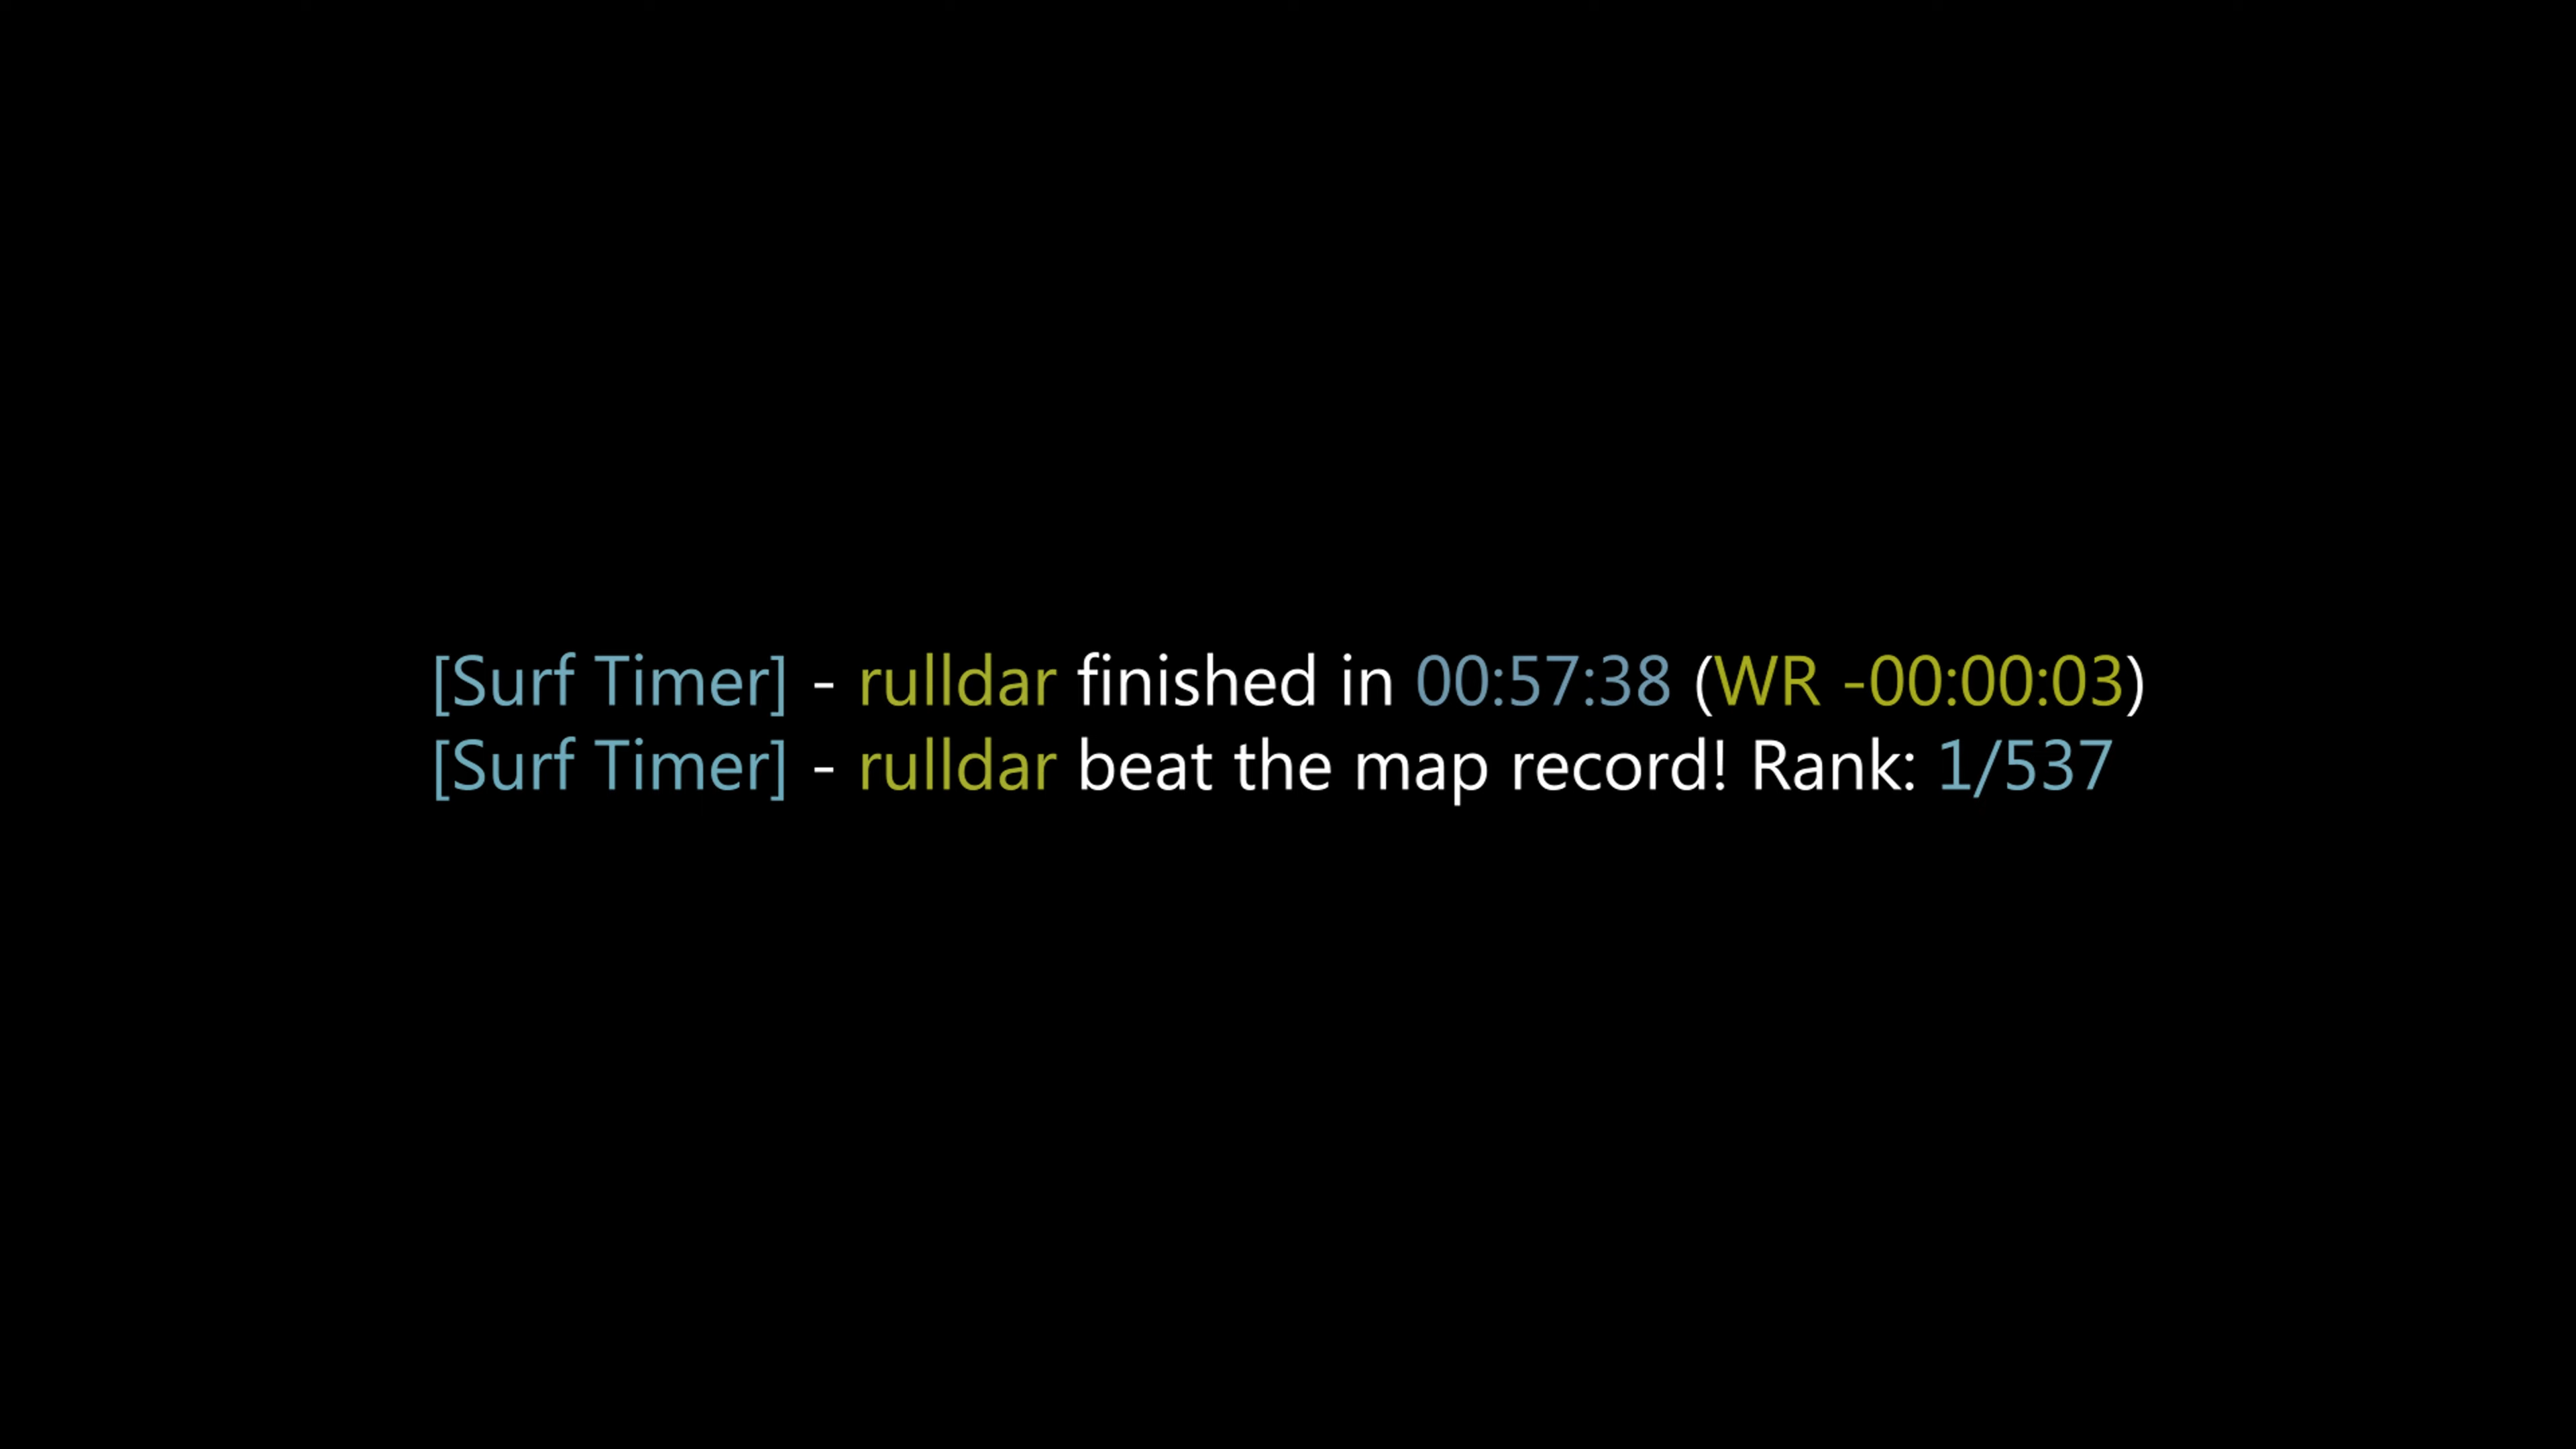 [Surf Timer] - rulldar finished in 00:57:38 (WR -00:00:03)
[Surf Timer] - rulldar beat the map record! Rank: 1/537